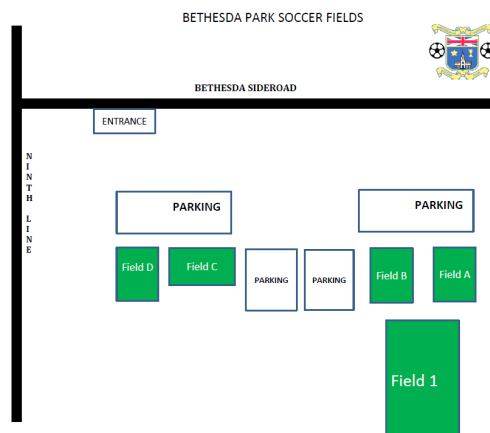 BETHESDA PARK SOCCER FIELDS
BETHESDA SIDEROAD
ENTRANCE
NINTH LINE
PARKING
PARKING
Field D
Field C
PARKING
PARKING
Field B
Field A
Field 1